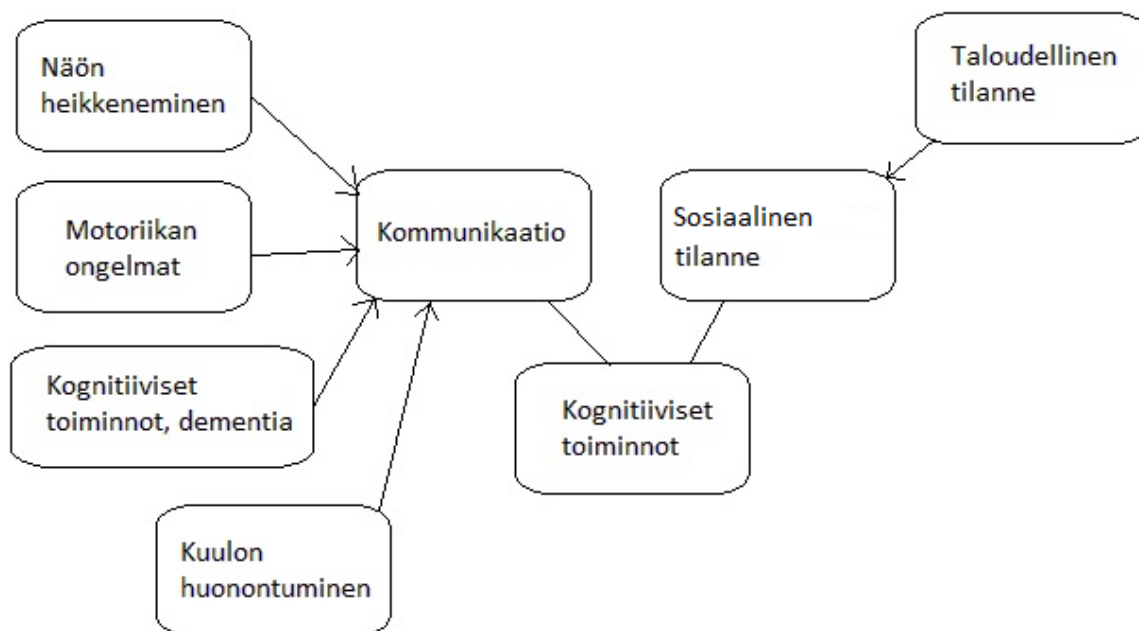 Näön
heikkeneminen
Taloudellinen
tilanne
Motoriikan
ongelmat
Kommunikaatio
Sosiaalinen
tilanne
Kognitiiviset
toiminnot, dementia
Kognitiiviset
toiminnot
Kuulon
huonontuminen